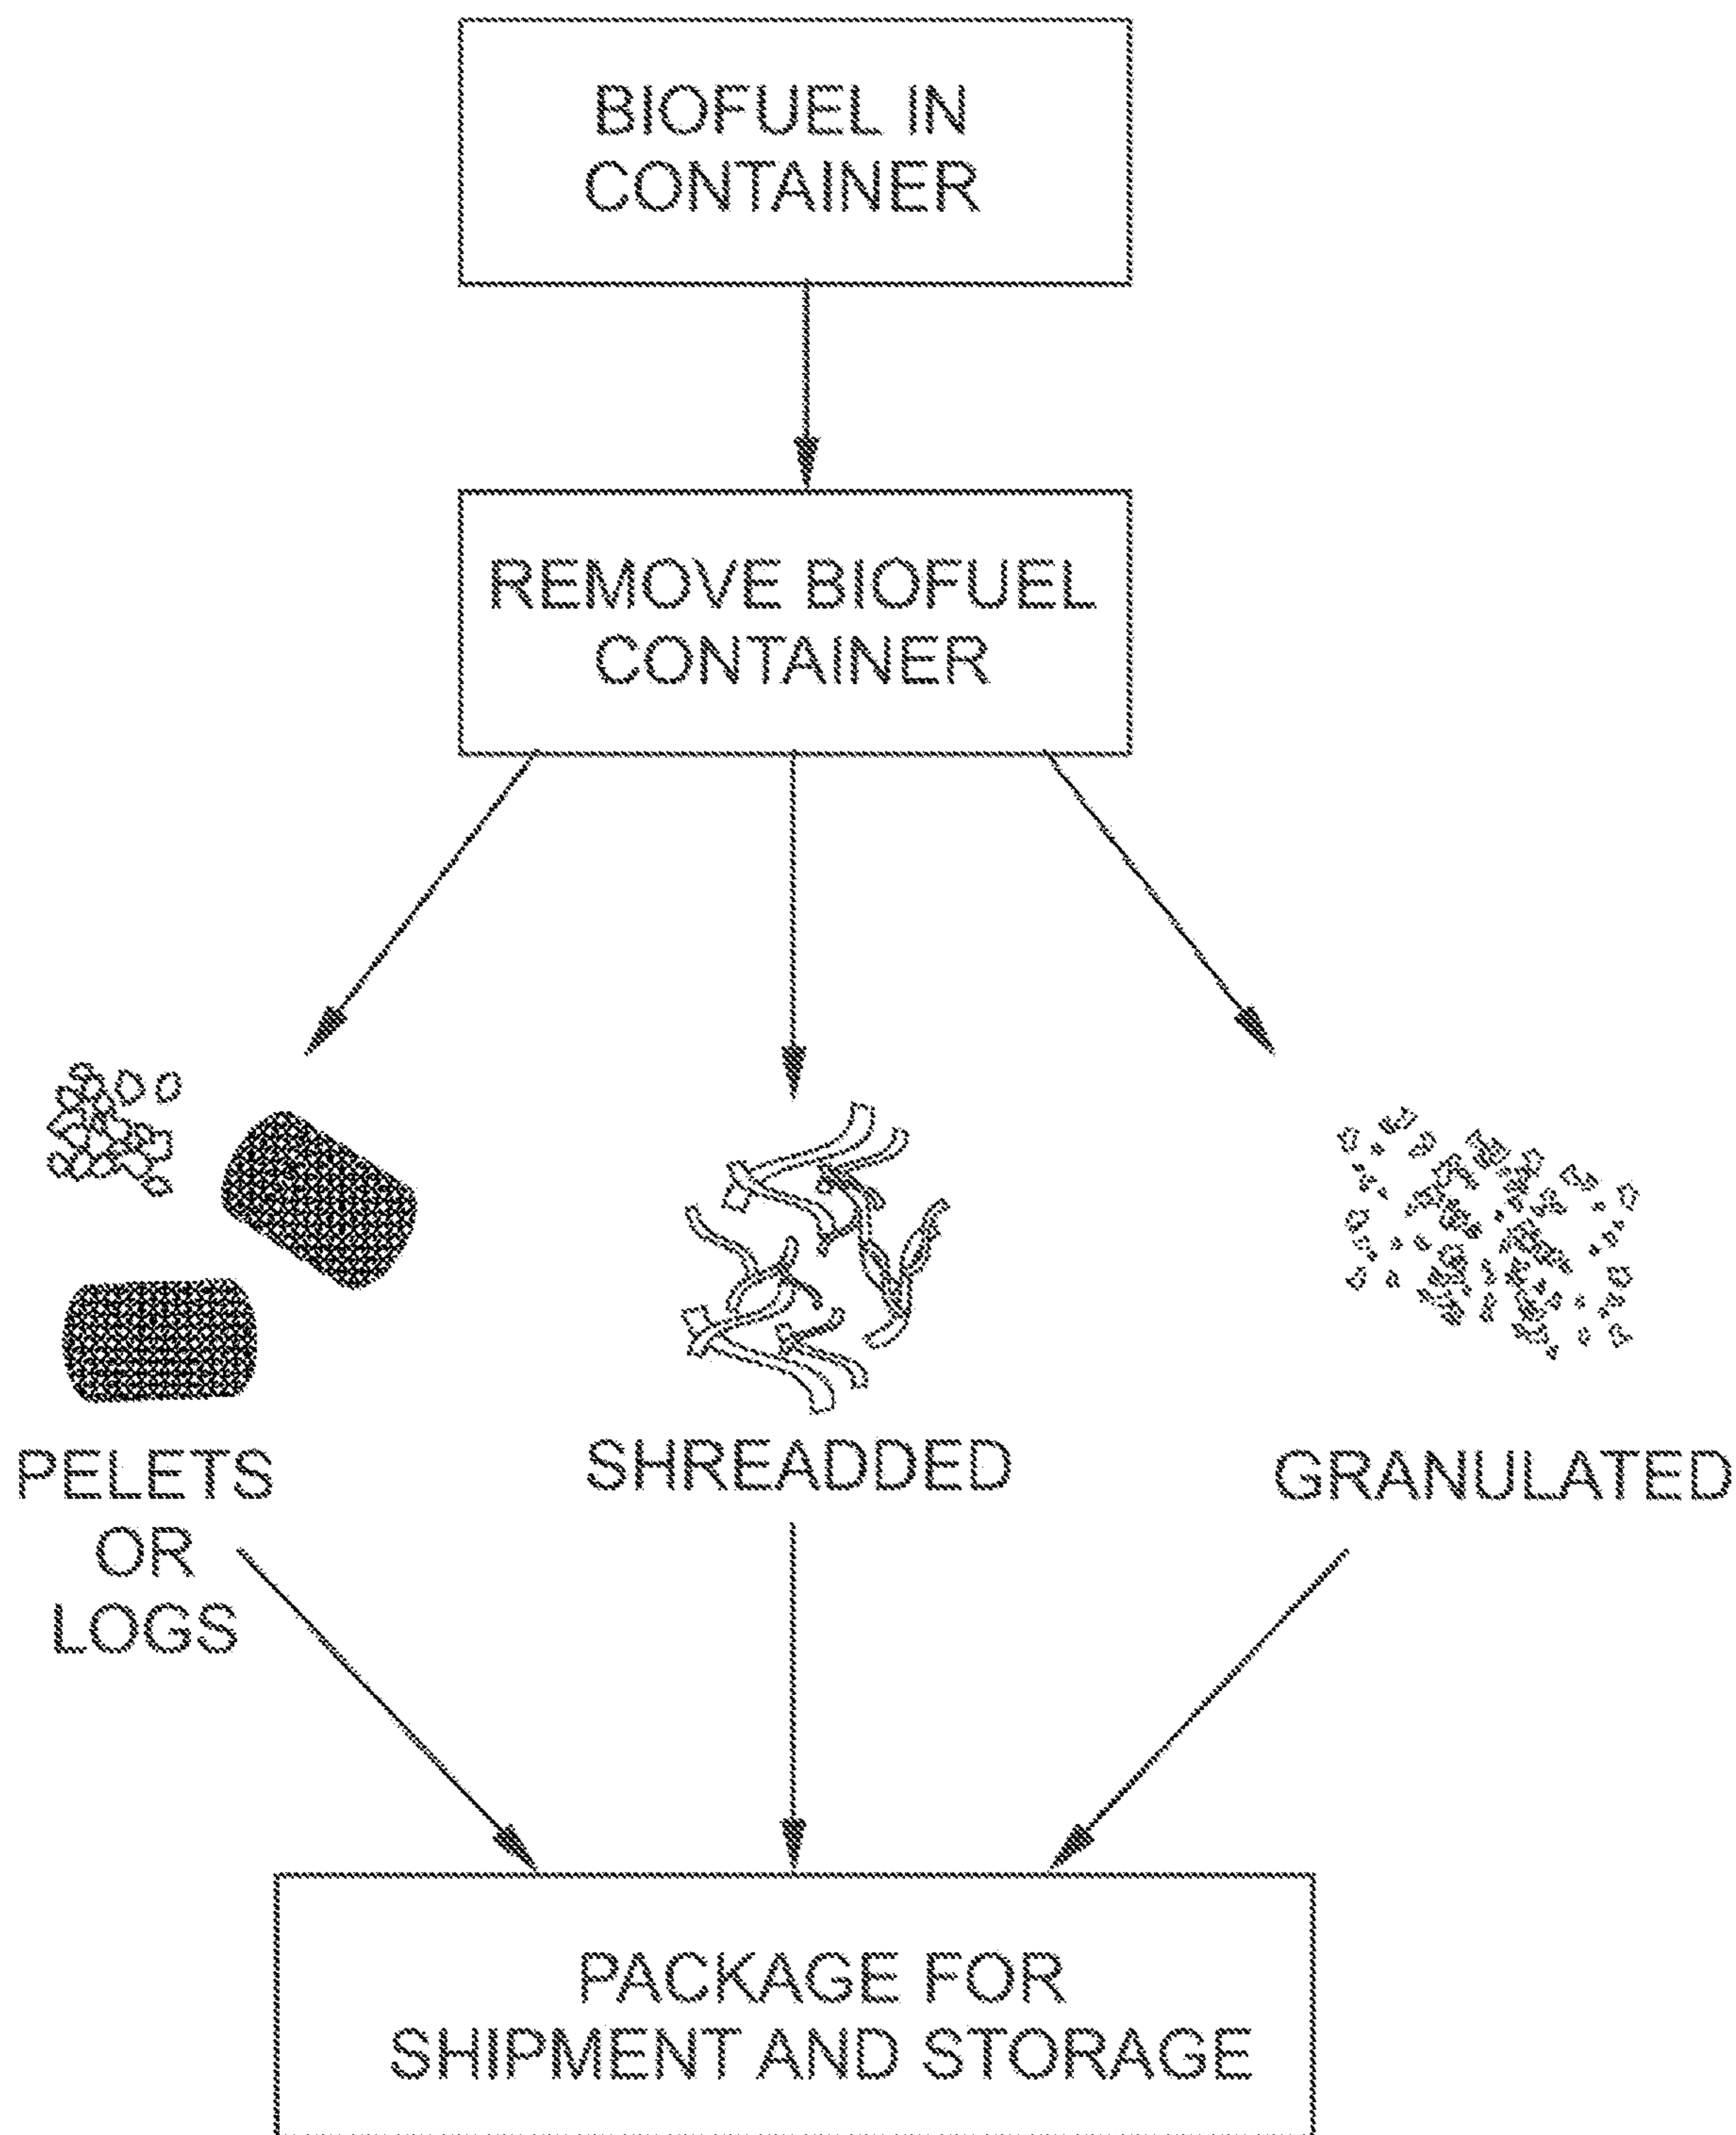 BIOFUEL IN
CONTAINER
REMOVE BIOFUEL
CONTAINER
PELETS
OR
LOGS
SHREADDED
GRANULATED
PACKAGE FOR
SHIPMENT AND STORAGE